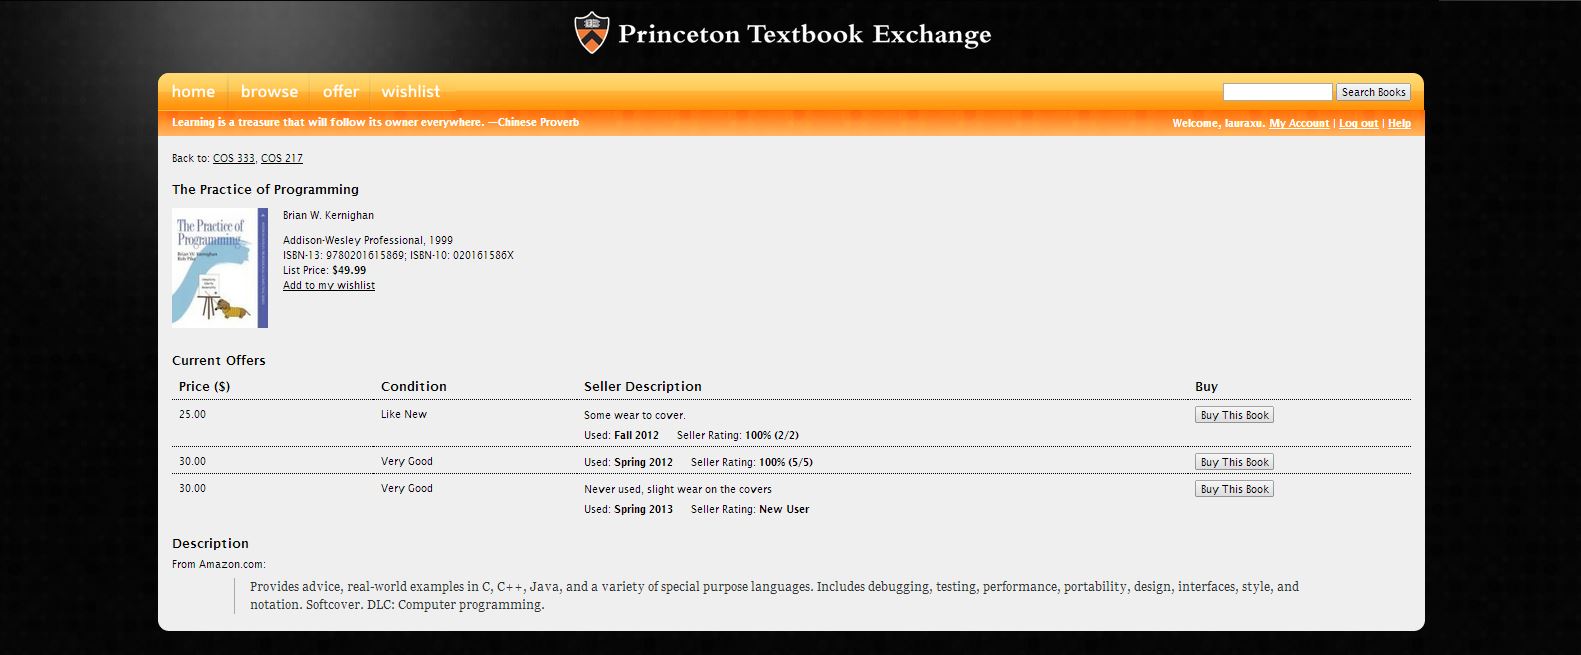 Princeton Textbook Exchange
home browse offer wishlist Search Books
Learning is a treasure that will follow its owner everywhere. —Chinese Proverb Welcome, lauraxu. My Account | Log out | Help
Back to: COS 333, COS 217
The Practice of Programming
The Practice of
Programming
Brian W. Kernighan
Rob Pike
Brian W. Kernighan
Addison-Wesley Professional, 1999
ISBN-13: 9780201615869; ISBN-10: 020161586X
List Price: $49.99
Add to my wishlist
Current Offers
Price ($) Condition Seller Description Buy
25.00 Like New Some wear to cover. Buy This Book
Used: Fall 2012 Seller Rating: 100% (2/2)
30.00 Very Good Used: Spring 2012 Seller Rating: 100% (5/5) Buy This Book
30.00 Very Good Never used, slight wear on the covers Buy This Book
Used: Spring 2013 Seller Rating: New User
Description
From Amazon.com:
Provides advice, real-world examples in C, C++, Java, and a variety of special purpose languages. Includes debugging, testing, performance, portability, design, interfaces, style, and
notation. Softcover. DLC: Computer programming.